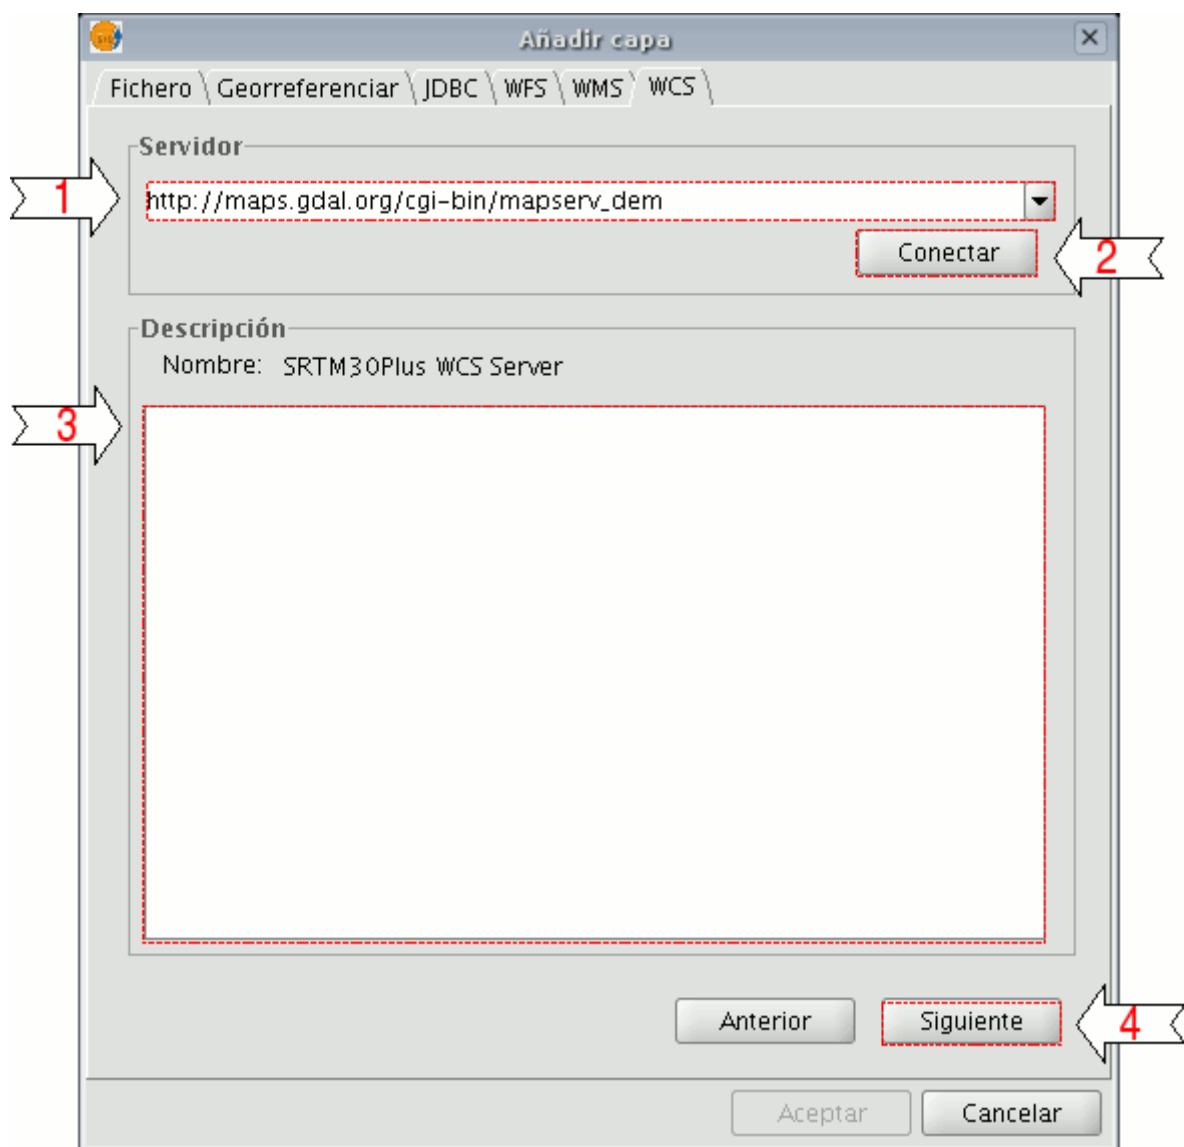 Añadir capa
Fichero Georreferenciar JDBC WFS WMS WCS
Servidor
1
http://maps.gdal.org/cgi-bin/mapserv_dem
Conectar
2
Descripción
Nombre: SRTM30Plus WCS Server
3
Anterior Siguiente
4
Aceptar Cancelar